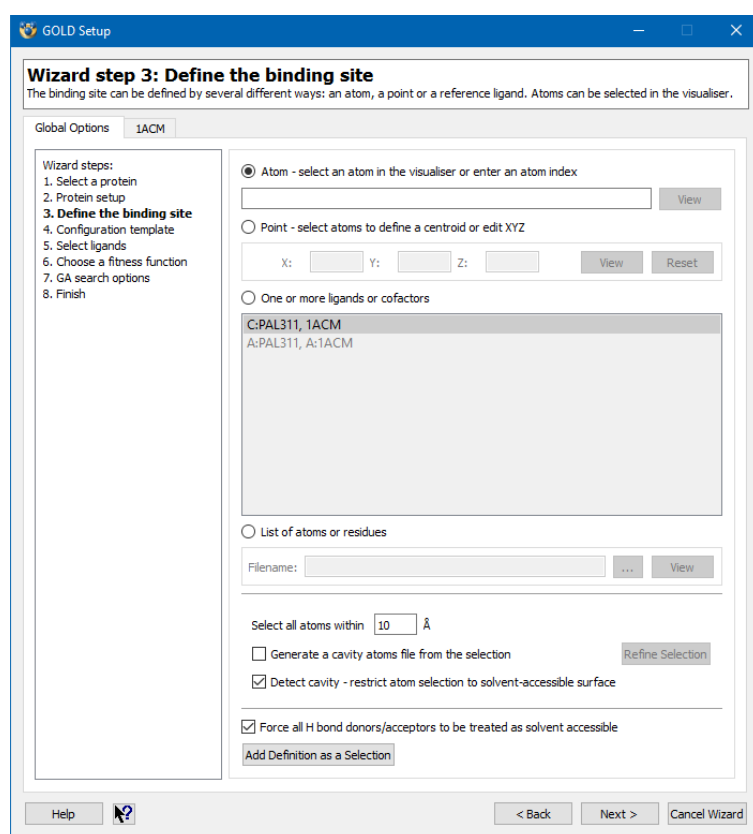 GOLD Setup
Wizard step 3: Define the binding site
The binding site can be defined by several different ways: an atom, a point or a reference ligand. Atoms can be selected in the visualiser.
Global Options 1ACM
Wizard steps:
1. Select a protein
2. Protein setup
3. Define the binding site
4. Configuration template
5. Select ligands
6. Choose a fitness function
7. GA search options
8. Finish
Atom - select an atom in the visualiser or enter an atom index
View
Point - select atoms to define a centroid or edit XYZ
X: Y: Z: View Reset
One or more ligands or cofactors
C:PAL311, 1ACM
A:PAL311, A:1ACM
List of atoms or residues
Filename: ... View
Select all atoms within 10 Å
Generate a cavity atoms file from the selection Refine Selection
Detect cavity - restrict atom selection to solvent-accessible surface
Force all H bond donors/acceptors to be treated as solvent accessible
Add Definition as a Selection
Help ? < Back Next > Cancel Wizard